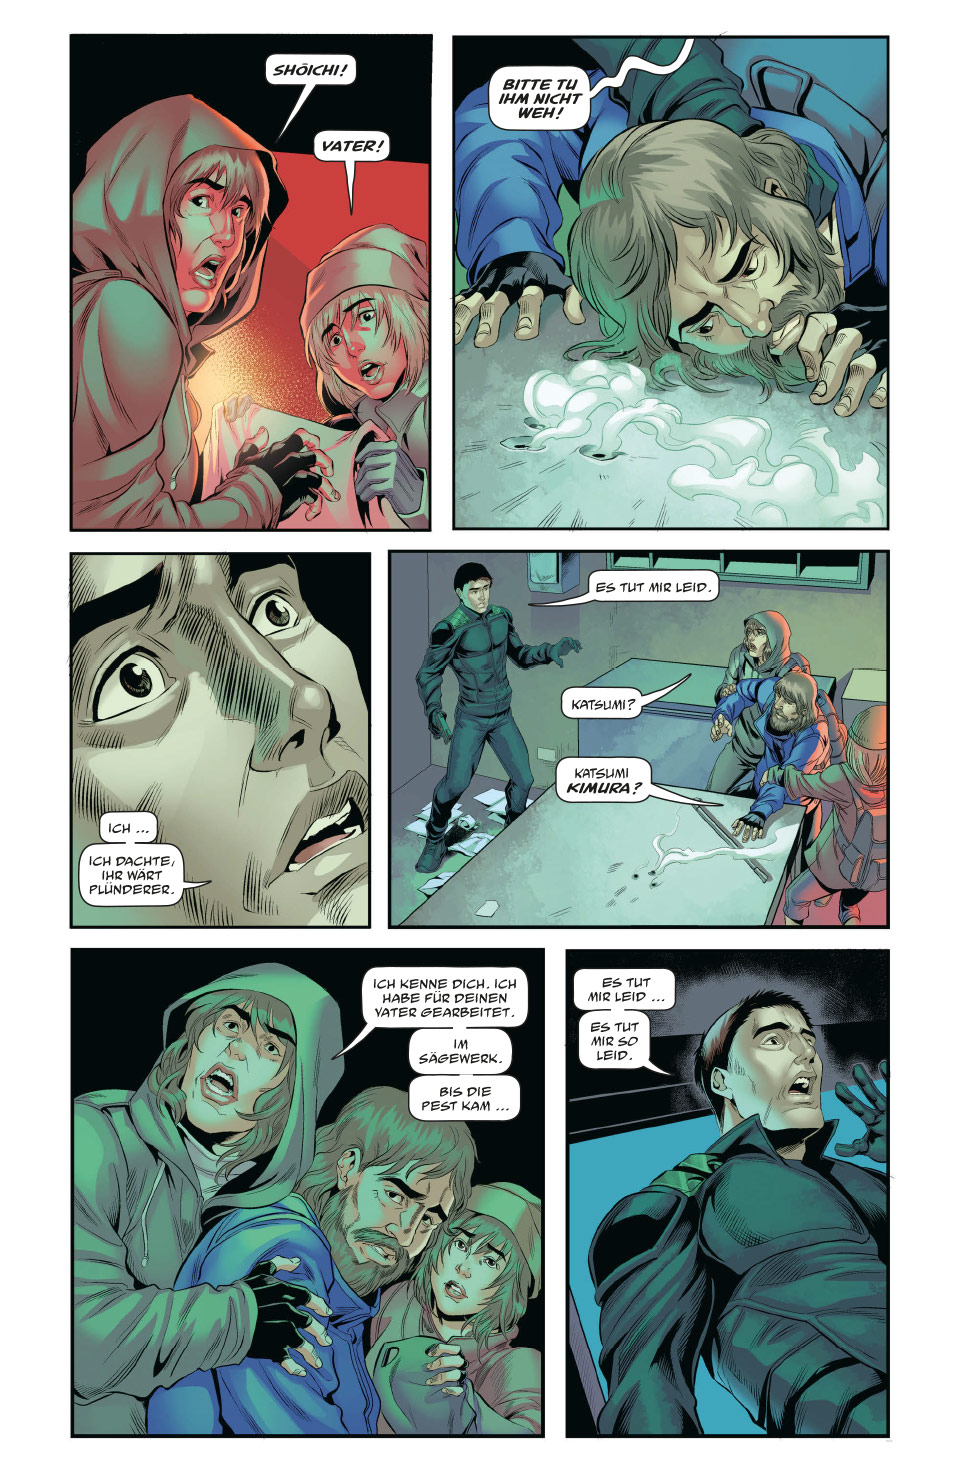 SHŌICHI!
VATER!
BITTE TU
IHM NICHT
WEH!
ICH ...
ICH DACHTE,
IHR WÄRT
PLÜNDERER.
ES TUT MIR LEID.
KATSUMI?
KATSUMI
KIMURA?
ICH KENNE DICH. ICH
HABE FÜR DEINEN
VATER GEARBEITET.
IM
SÄGEWERK.
BIS DIE
PEST KAM ...
ES TUT
MIR LEID ...
ES TUT
MIR SO
LEID.